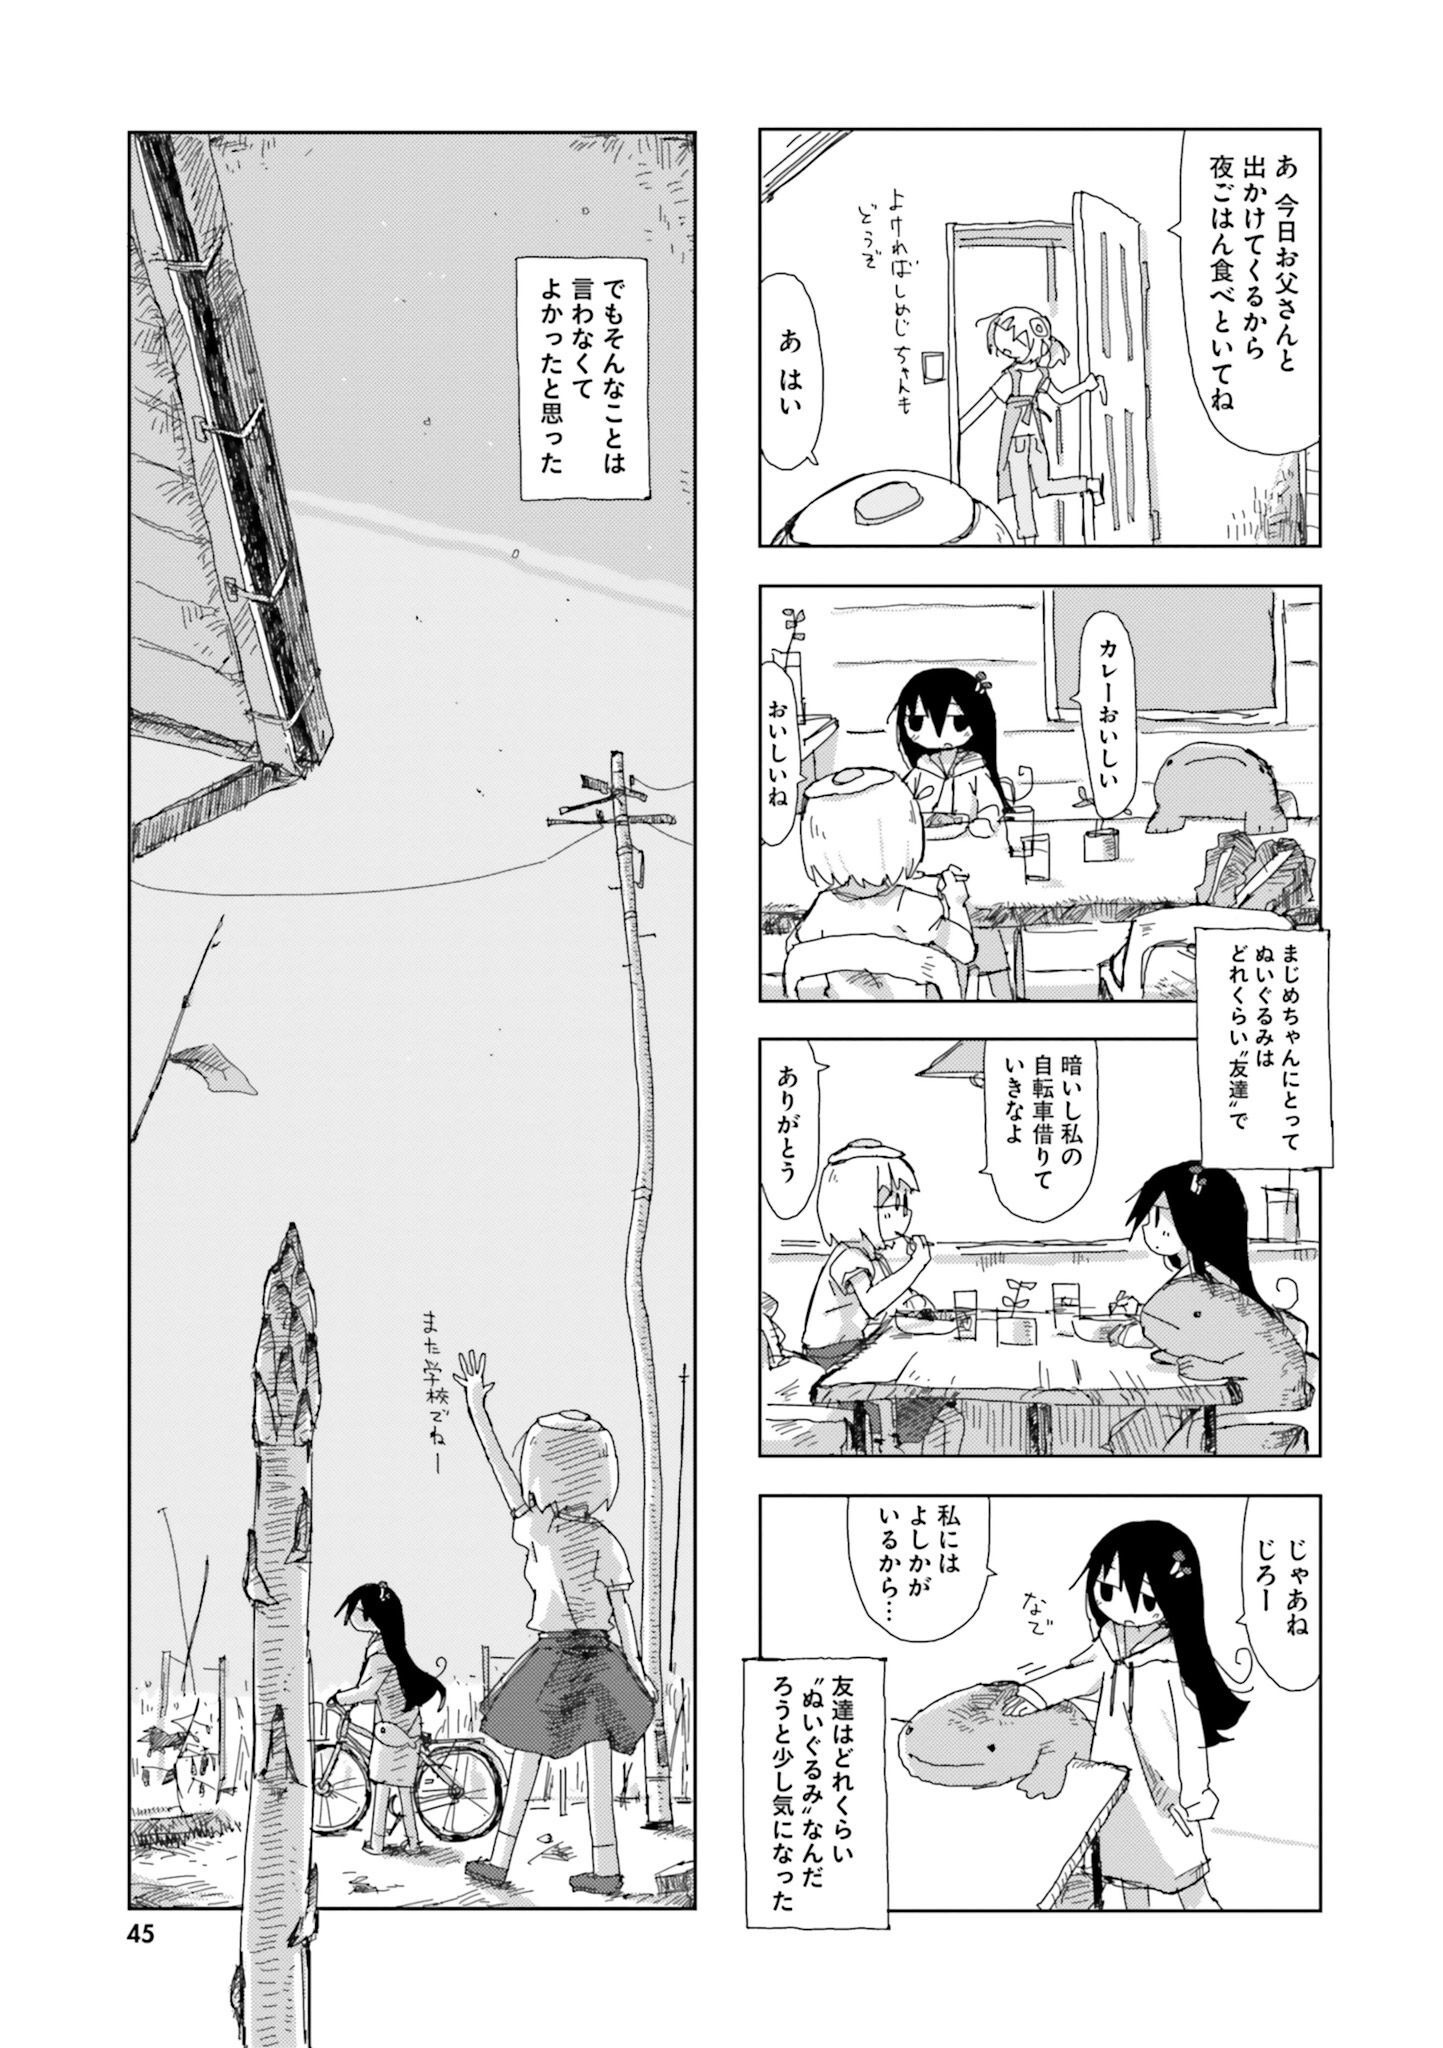 あ 今日お父さんと
出かけてくるから
夜ごはん食べといてね
よければしめじちゃんも
どうぞ
あ はい
カレーおいしい
おいしいね
まじめちゃんにとって
ぬいぐるみは
どれくらい〝友達〟で
暗いし私の
自転車借りて
いきなよ
ありがとう
じゃあね
じろー
なで
私には
よしかが
いるから…
友達はどれくらい
〝ぬいぐるみ〟なんだ
ろうと少し気になった
でもそんなことは
言わなくて
よかったと思った
また学校でねー
45